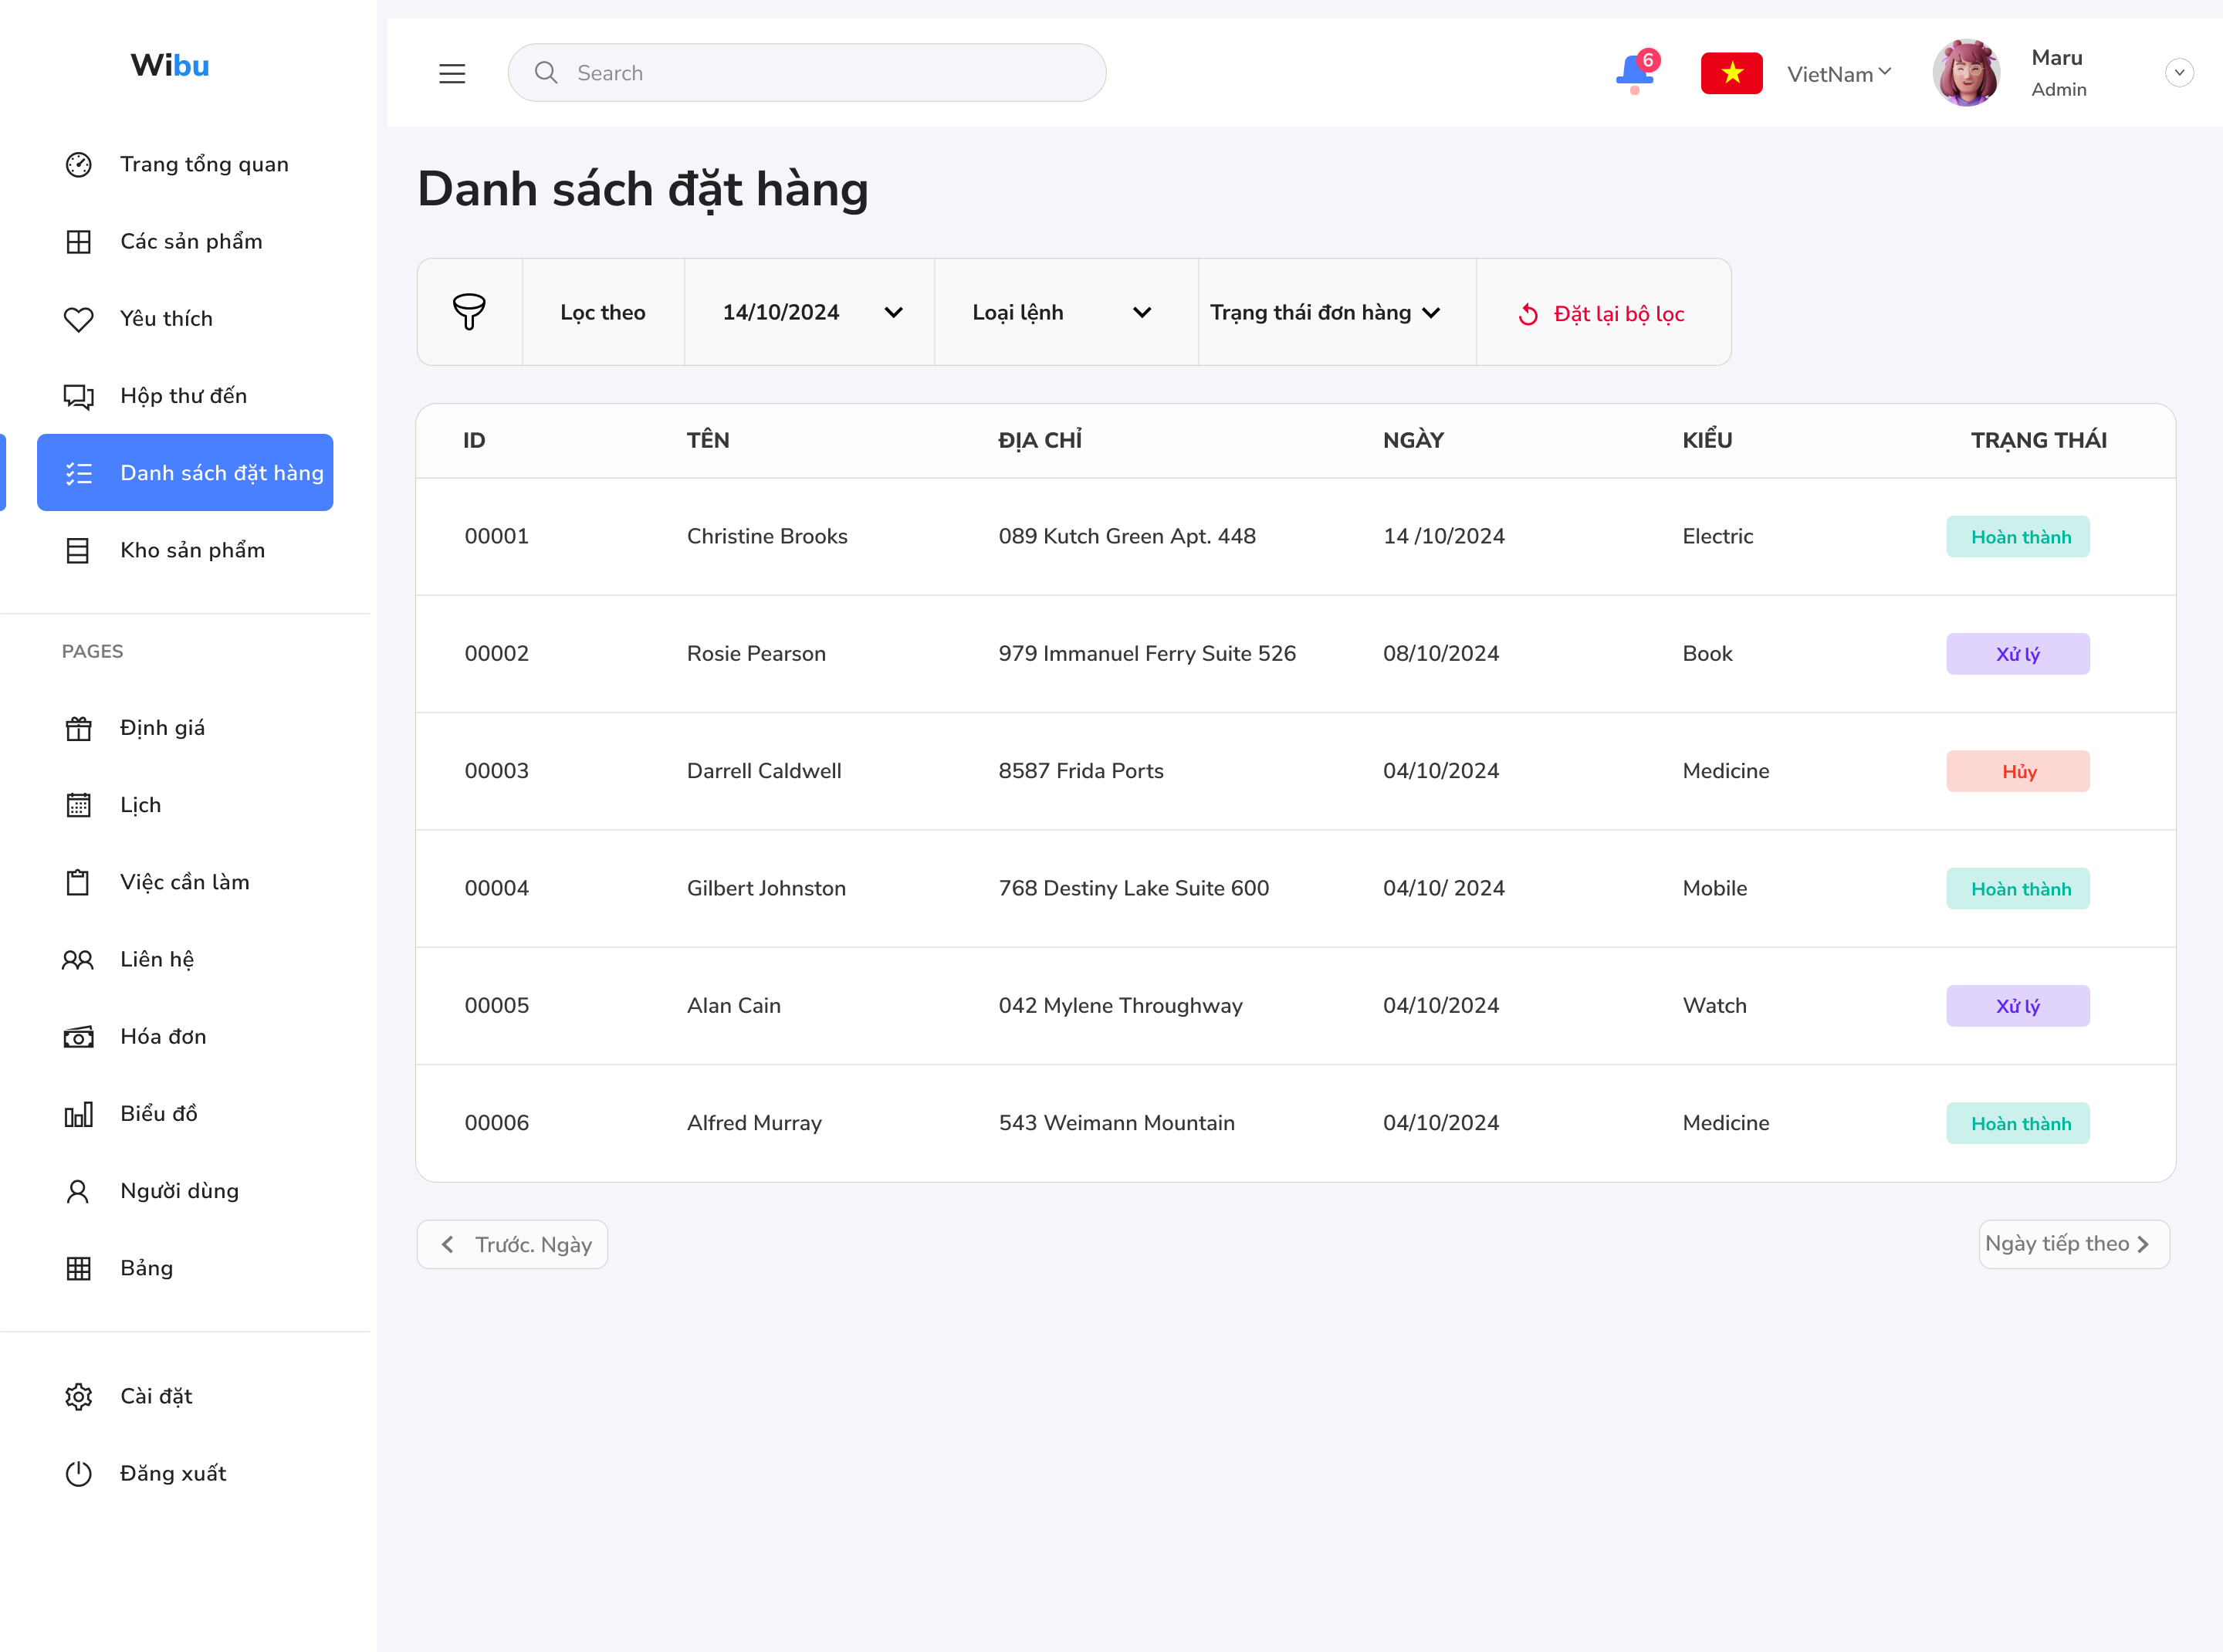 Wibu
Search
6
VietNam
Maru
Admin
Trang tổng quan
Các sản phẩm
Yêu thích
Hộp thư đến
Danh sách đặt hàng
Kho sản phẩm
PAGES
Định giá
Lịch
Việc cần làm
Liên hệ
Hóa đơn
Biểu đồ
Người dùng
Bảng
Cài đặt
Đăng xuất
Danh sách đặt hàng
Lọc theo 14/10/2024 Loại lệnh Trạng thái đơn hàng Đặt lại bộ lọc
ID TÊN ĐỊA CHỈ NGÀY KIỂU TRẠNG THÁI
00001 Christine Brooks 089 Kutch Green Apt. 448 14 /10/2024 Electric Hoàn thành
00002 Rosie Pearson 979 Immanuel Ferry Suite 526 08/10/2024 Book Xử lý
00003 Darrell Caldwell 8587 Frida Ports 04/10/2024 Medicine Hủy
00004 Gilbert Johnston 768 Destiny Lake Suite 600 04/10/ 2024 Mobile Hoàn thành
00005 Alan Cain 042 Mylene Throughway 04/10/2024 Watch Xử lý
00006 Alfred Murray 543 Weimann Mountain 04/10/2024 Medicine Hoàn thành
Trước. Ngày
Ngày tiếp theo